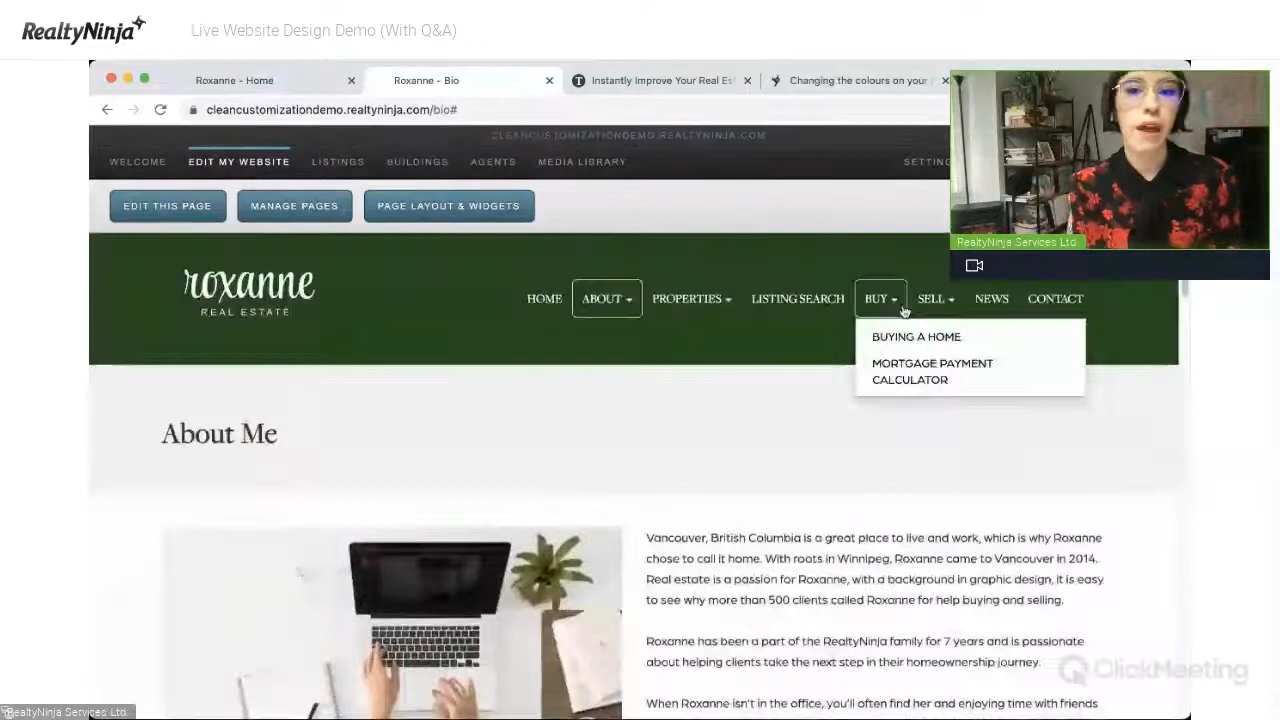 RealtyNinja
Live Website Design Demo (With Q&A)
Roxanne - Home
Roxanne - Bio
Instantly Improve Your Real Es
Changing the colours on your
cleancustomizationdemo.realtyninja.com/bio#
CLEANCUSTOMIZATIONDEMO.REALTYNINJA.COM
WELCOME
EDIT MY WEBSITE
LISTINGS
BUILDINGS
AGENTS
MEDIA LIBRARY
SETTIN
EDIT THIS PAGE
MANAGE PAGES
PAGE LAYOUT & WIDGETS
RealtyNinja Services Ltd.
roxanne
REAL ESTATE
HOME
ABOUT
PROPERTIES
LISTING SEARCH
BUY
SELL
NEWS
CONTACT
BUYING A HOME
MORTGAGE PAYMENT
CALCULATOR
About Me
Vancouver, British Columbia is a great place to live and work, which is why Roxanne
chose to call it home. With roots in Winnipeg, Roxanne came to Vancouver in 2014.
Real estate is a passion for Roxanne, with a background in graphic design, it is easy
to see why more than 500 clients called Roxanne for help buying and selling.
Roxanne has been a part of the RealtyNinja family for 7 years and is passionate
about helping clients take the next step in their homeownership journey.
ClickMeeting
When Roxanne isn't in the office, you'll often find her and enjoying time with friends
RealtyNinja Services Ltd.